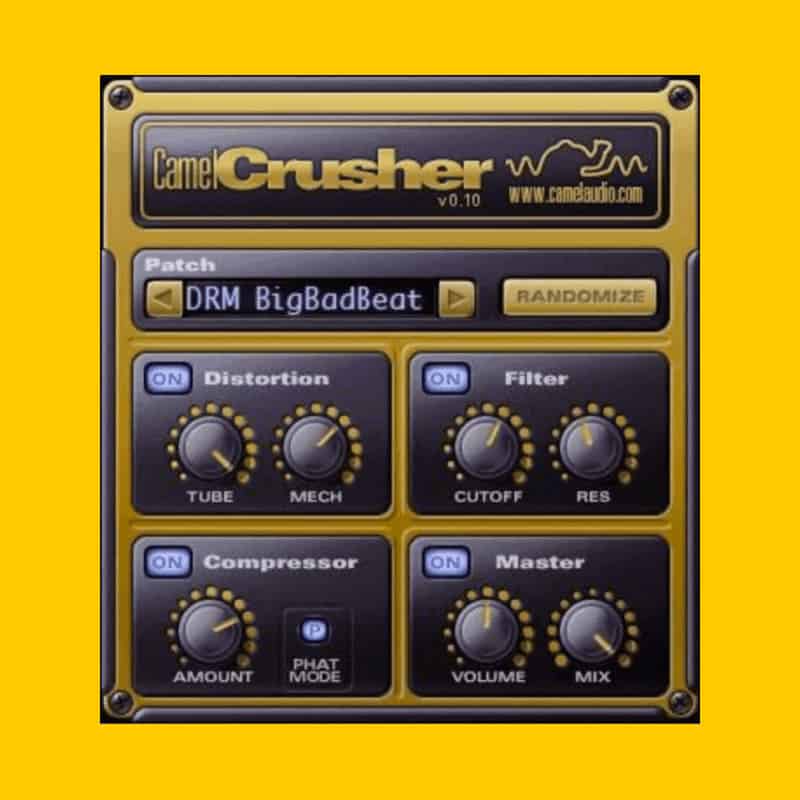 CamelCrusher
v0.10
www.camelaudio.com
Patch
DRM BigBadBeat
RANDOMIZE
ON Distortion
TUBE MECH
ON Filter
CUTOFF RES
ON Compressor
AMOUNT
P
PHAT
MODE
ON Master
VOLUME MIX